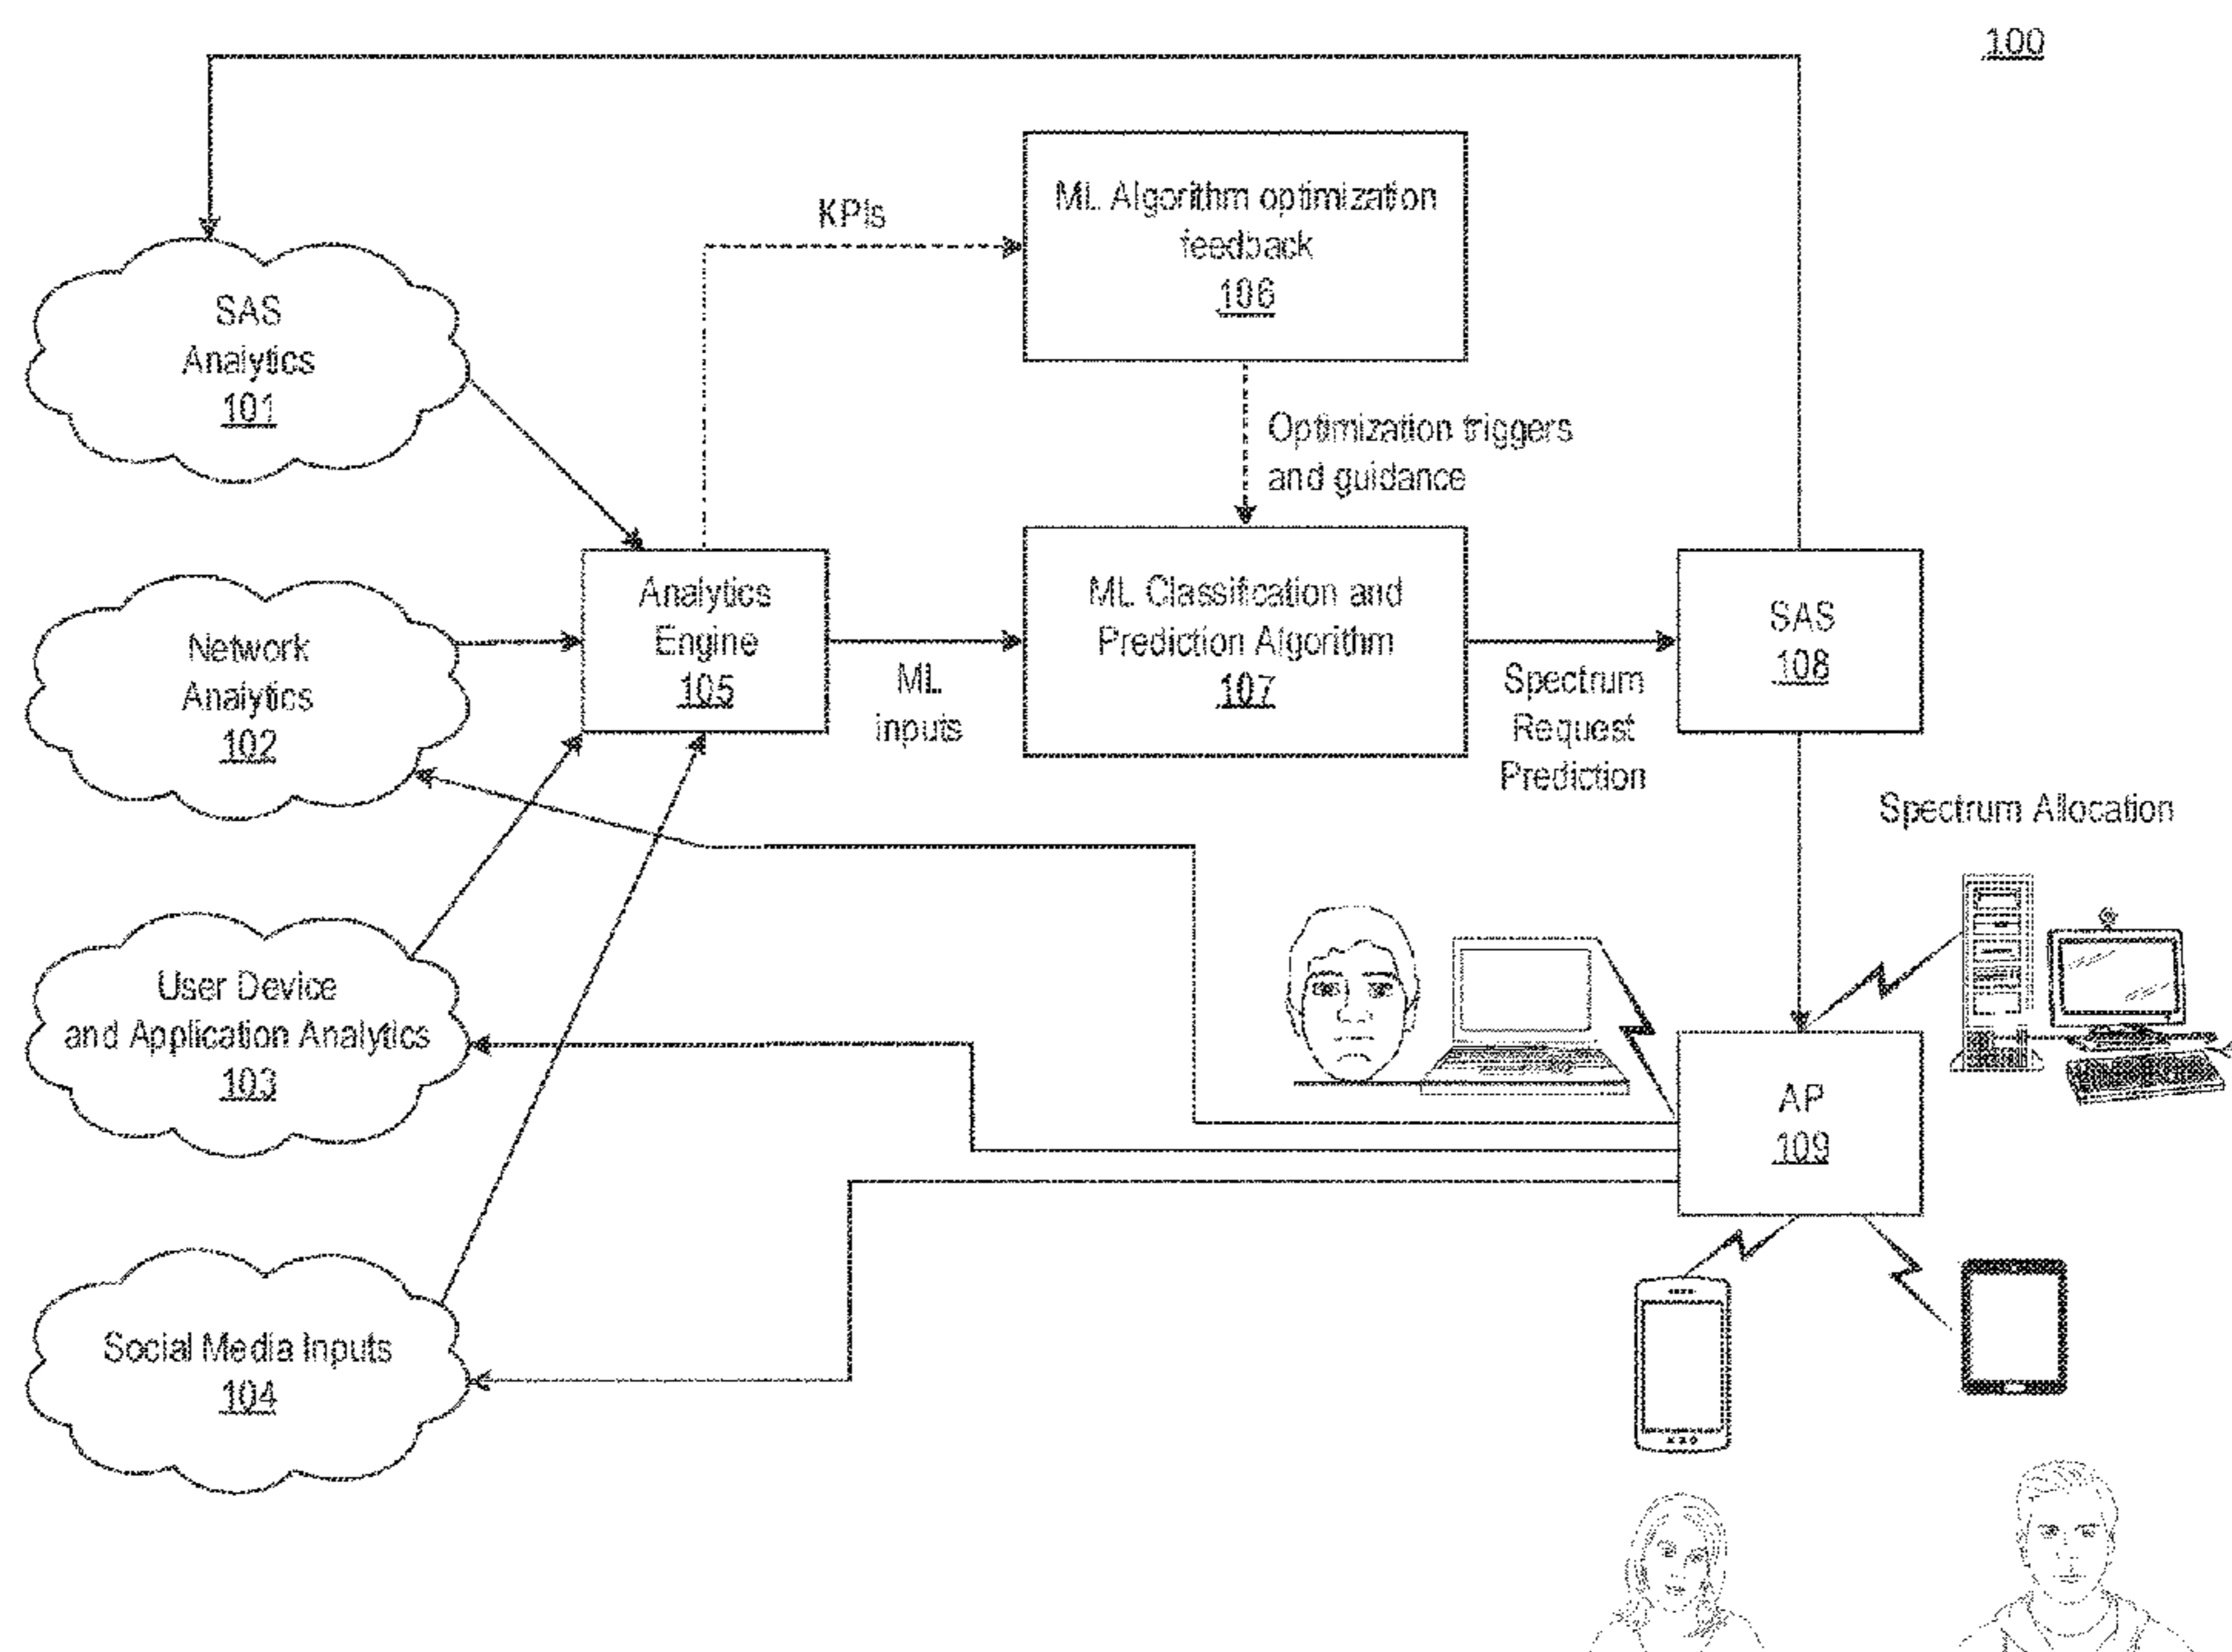 100
KPIs
ML Algorithm optimization
feedback
106
SAS
Analytics
101
Optimization triggers
and guidance
Network
Analytics
102
Analytics
Engine
105
ML
inputs
ML Classification and
Prediction Algorithm
107
Spectrum
Request
Prediction
SAS
108
Spectrum Allocation
User Device
and Application Analytics
103
AP
109
Social Media Inputs
104